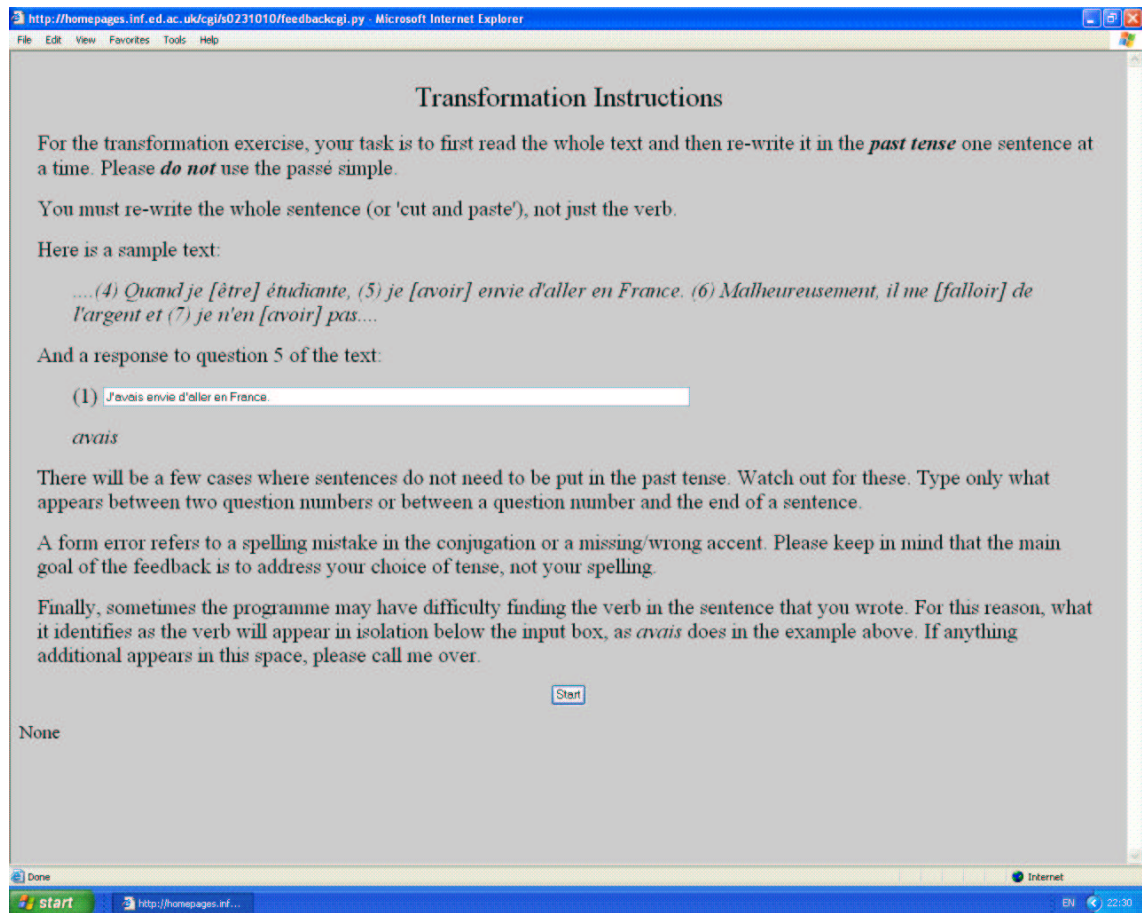 http://homepages.inf.ed.ac.uk/cgi/s0231010/feedbackcgi.py - Microsoft Internet Explorer
File Edit View Favorites Tools Help
Transformation Instructions
For the transformation exercise, your task is to first read the whole text and then re-write it in the past tense one sentence at
a time. Please do not use the passé simple.
You must re-write the whole sentence (or 'cut and paste'), not just the verb.
Here is a sample text:
....(4) Quand je [être] étudiante, (5) je [avoir] envie d'aller en France. (6) Malheureusement, il me [falloir] de
l'argent et (7) je n'en [avoir] pas....
And a response to question 5 of the text:
(1) J'avais envie d'aller en France.
avais
There will be a few cases where sentences do not need to be put in the past tense. Watch out for these. Type only what
appears between two question numbers or between a question number and the end of a sentence.
A form error refers to a spelling mistake in the conjugation or a missing/wrong accent. Please keep in mind that the main
goal of the feedback is to address your choice of tense, not your spelling.
Finally, sometimes the programme may have difficulty finding the verb in the sentence that you wrote. For this reason, what
it identifies as the verb will appear in isolation below the input box, as avais does in the example above. If anything
additional appears in this space, please call me over.
Start
None
Done Internet
start http://homepages.inf... EN 22:30